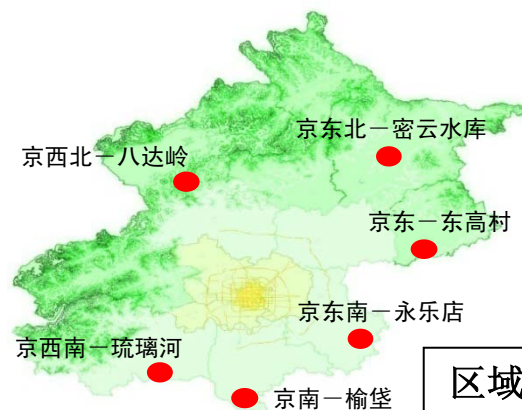 京东北－密云水库
京西北－八达岭
京东－东高村
京东南－永乐店
京西南－琉璃河
京南－榆垡
区域